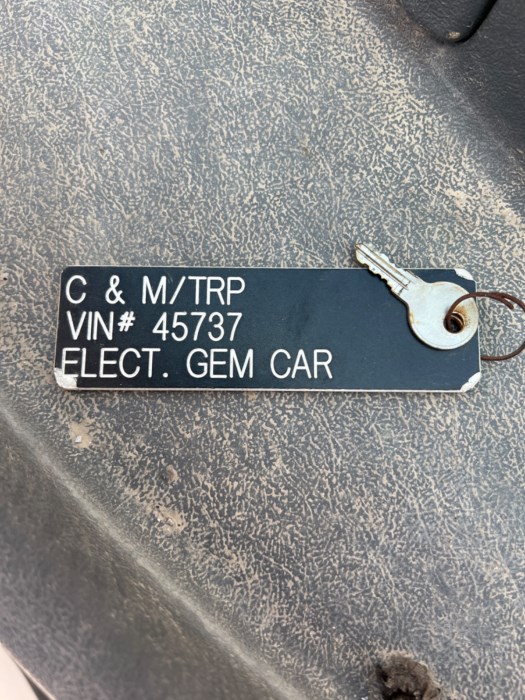 C & M/TRP
VIN# 45737
ELECT. GEM CAR